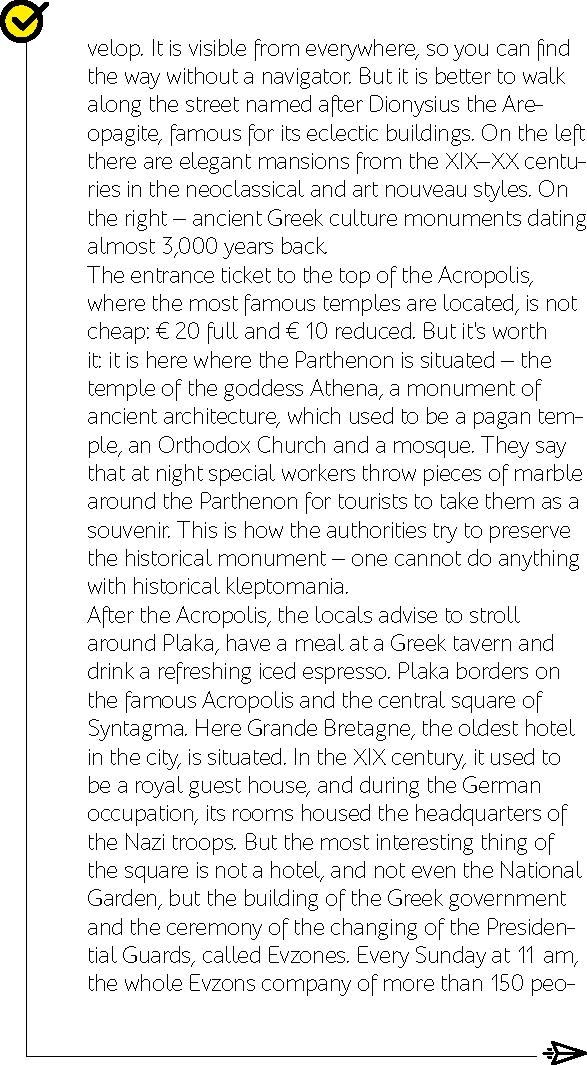 velop. It is visible from everywhere, so you can find
the way without a navigator. But it is better to walk
along the street named after Dionysius the Are-
opagite, famous for its eclectic buildings. On the left
there are elegant mansions from the XIX–XX centu-
ries in the neoclassical and art nouveau styles. On
the right – ancient Greek culture monuments dating
almost 3,000 years back.
The entrance ticket to the top of the Acropolis,
where the most famous temples are located, is not
cheap: € 20 full and € 10 reduced. But it's worth
it: it is here where the Parthenon is situated – the
temple of the goddess Athena, a monument of
ancient architecture, which used to be a pagan tem-
ple, an Orthodox Church and a mosque. They say
that at night special workers throw pieces of marble
around the Parthenon for tourists to take them as a
souvenir. This is how the authorities try to preserve
the historical monument – one cannot do anything
with historical kleptomania.
After the Acropolis, the locals advise to stroll
around Plaka, have a meal at a Greek tavern and
drink a refreshing iced espresso. Plaka borders on
the famous Acropolis and the central square of
Syntagma. Here Grande Bretagne, the oldest hotel
in the city, is situated. In the XIX century, it used to
be a royal guest house, and during the German
occupation, its rooms housed the headquarters of
the Nazi troops. But the most interesting thing of
the square is not a hotel, and not even the National
Garden, but the building of the Greek government
and the ceremony of the changing of the Presiden-
tial Guards, called Evzones. Every Sunday at 11 am,
the whole Evzons company of more than 150 peo-